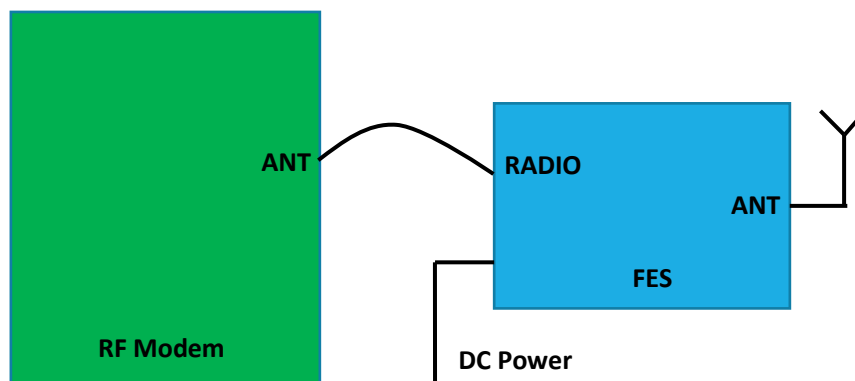 ANT
RADIO
ANT
FES
RF Modem
DC Power